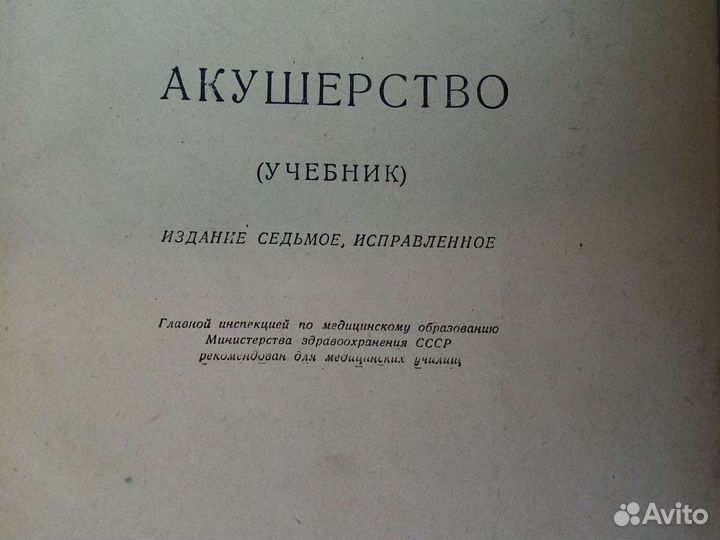 АКУШЕРСТВО
(УЧЕБНИК)
ИЗДАНИЕ СЕДЬМОЕ, ИСПРАВЛЕННОЕ
Главной инспекцией по медицинскому образованию
Министерства здравоохранения СССР
рекомендован для медицинских училищ
Avito